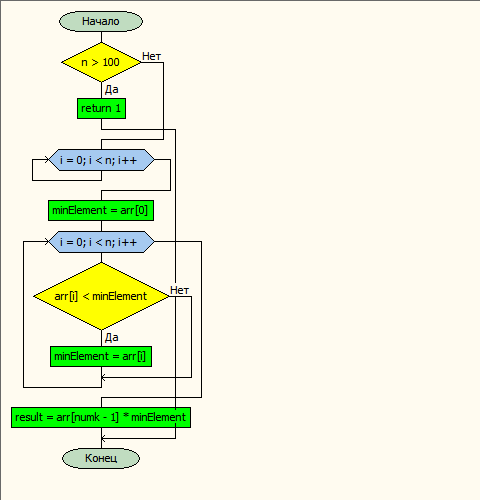 Начало
n > 100
Нет
Да
return 1
i = 0; i < n; i++
minElement = arr[0]
i = 0; i < n; i++
arr[i] < minElement
Нет
Да
minElement = arr[i]
result = arr[numk - 1] * minElement
Конец